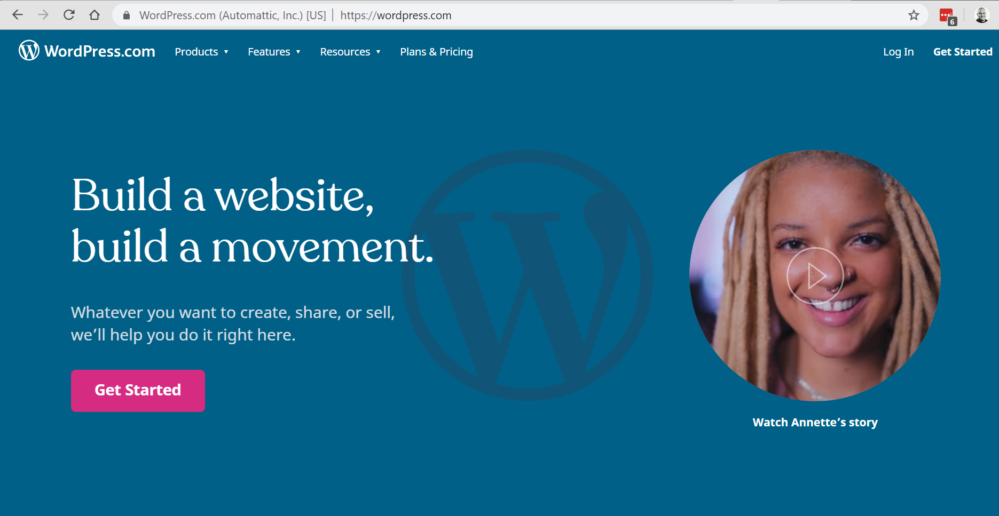 WordPress.com (Automattic, Inc.) [US] | https://wordpress.com
6
WordPress.com Products Features Resources Plans & Pricing Log In Get Started
Build a website,
build a movement.
Whatever you want to create, share, or sell,
we’ll help you do it right here.
Get Started
Watch Annette’s story